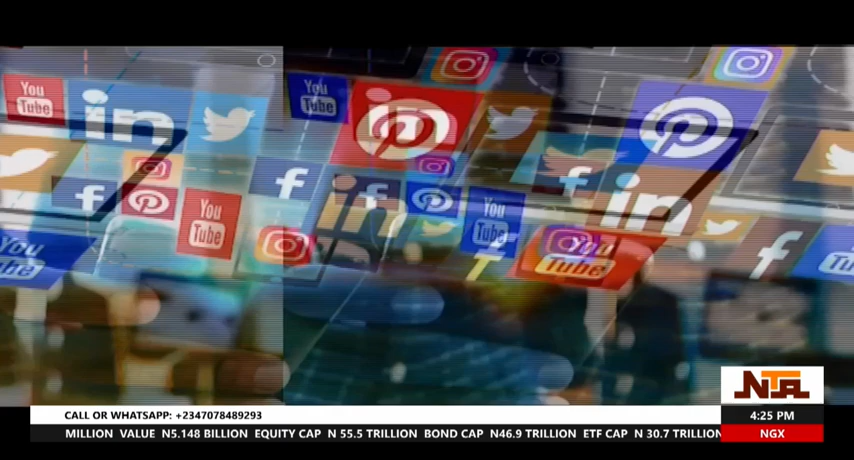 You
Tube
in
You
Tube
in
You
Tube
You
Tube
in
You
Tube
You
Tube
NTA
CALL OR WHATSAPP: +2347078489293
4:25 PM
MILLION VALUE N5.148 BILLION EQUITY CAP N 55.5 TRILLION BOND CAP N46.9 TRILLION ETF CAP N 30.7 TRILLION
NGX